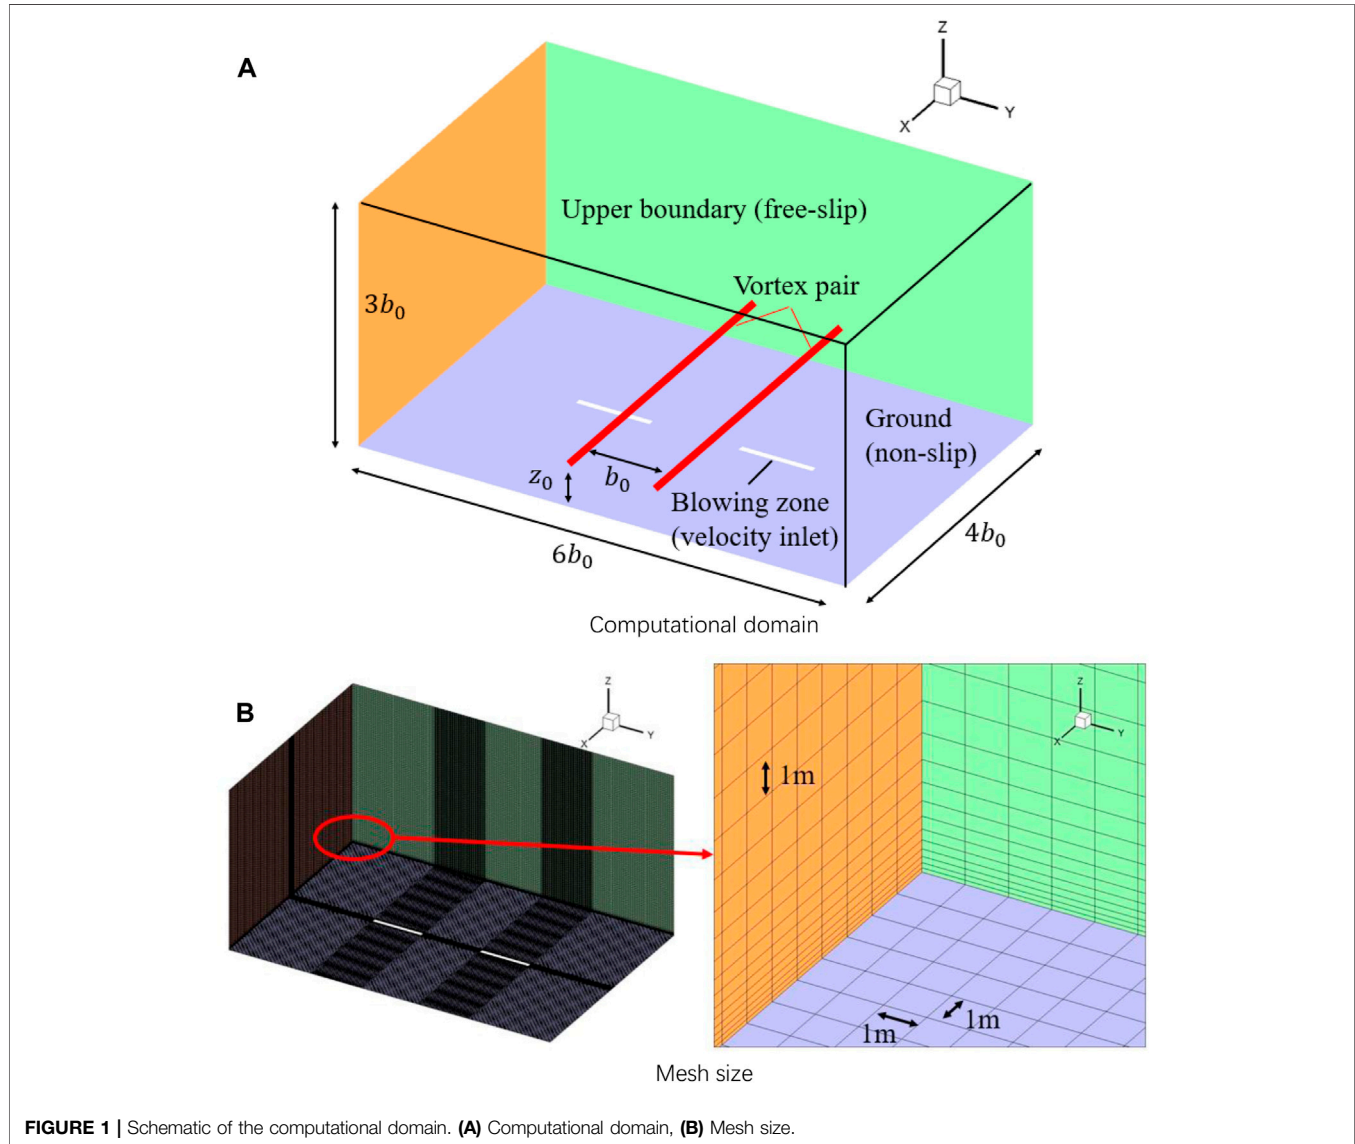 A
Z
X
Y
Upper boundary (free-slip)
Vortex pair
3b₀
Ground
(non-slip)
z₀
b₀
Blowing zone
(velocity inlet)
6b₀
4b₀
Computational domain
B
Z
X
Y
Z
X
Y
1m
1m
1m
Mesh size
FIGURE 1 | Schematic of the computational domain. (A) Computational domain, (B) Mesh size.